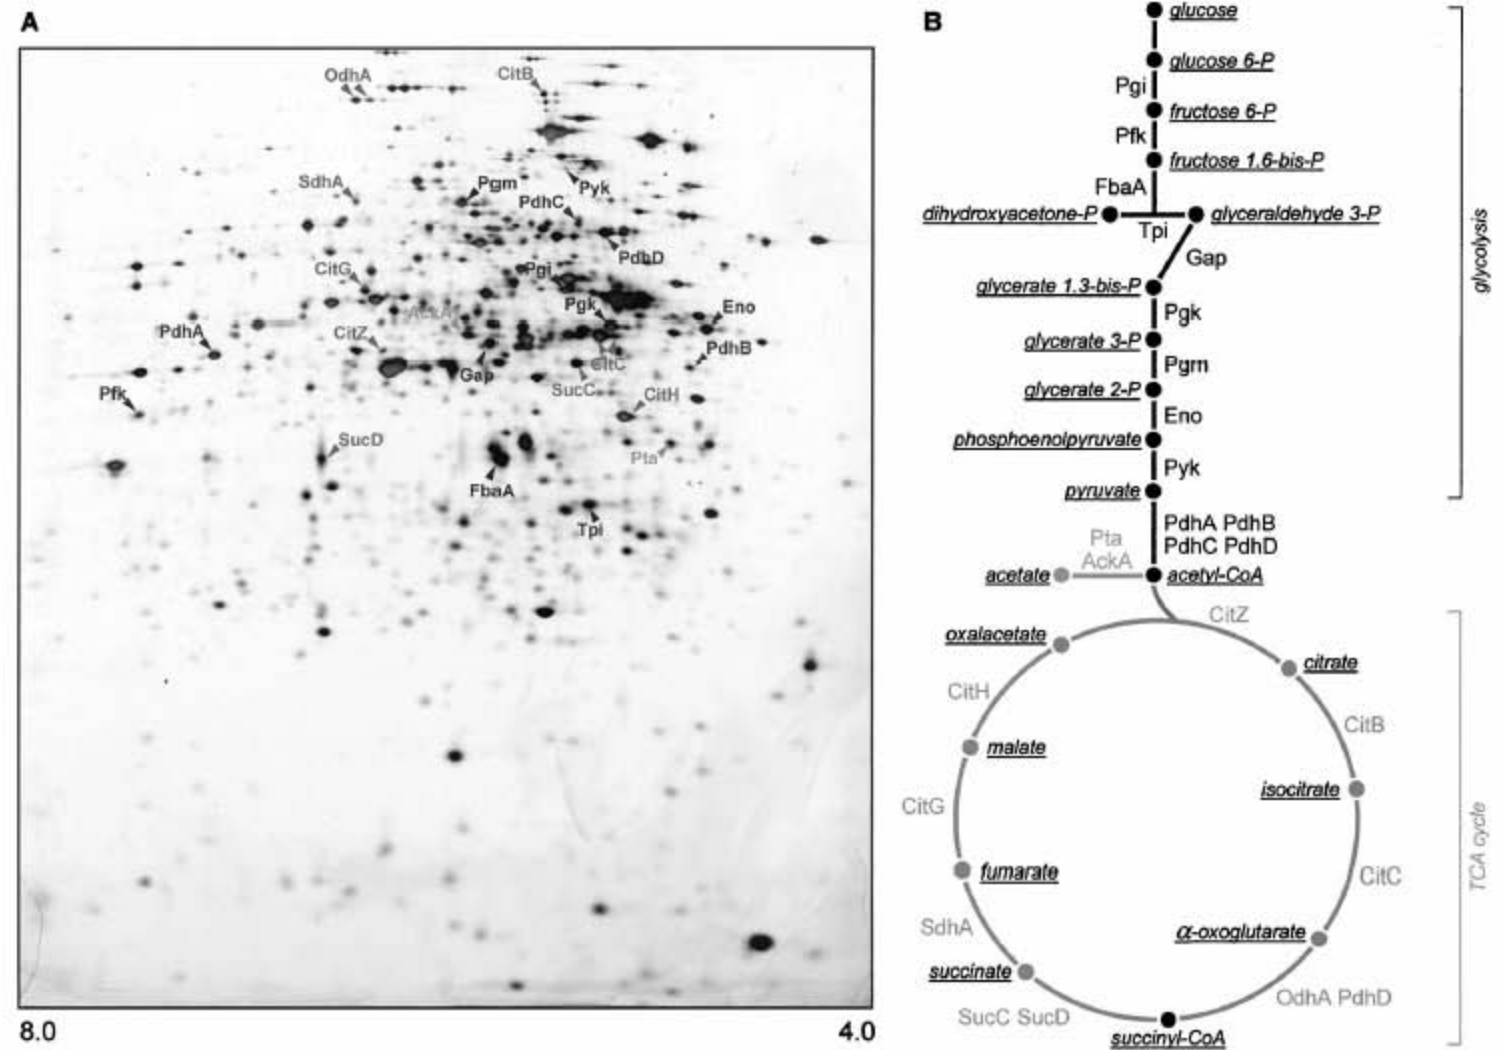 A
OdhA
CitB
SdhA
Pgm
Pyk
PdhC
PdhD
CitG
Pgi
AckA
Pgk
Eno
PdhA
CitZ
PdhB
Gap
CitC
SucC
Pfk
CitH
SucD
Pta
FbaA
Tpi
8.0
4.0
B
glucose
glucose 6-P
Pgi
fructose 6-P
Pfk
fructose 1.6-bis-P
FbaA
dihydroxyacetone-P
glyceraldehyde 3-P
Tpi
Gap
glycerate 1.3-bis-P
Pgk
glycerate 3-P
Pgm
glycerate 2-P
Eno
phosphoenolpyruvate
Pyk
pyruvate
glycolysis
PdhA PdhB
PdhC PdhD
Pta
AckA
acetate
acetyl-CoA
CitZ
oxalacetate
citrate
CitH
CitB
malate
isocitrate
CitG
TCA cycle
fumarate
CitC
SdhA
α-oxoglutarate
succinate
OdhA PdhD
SucC SucD
succinyl-CoA